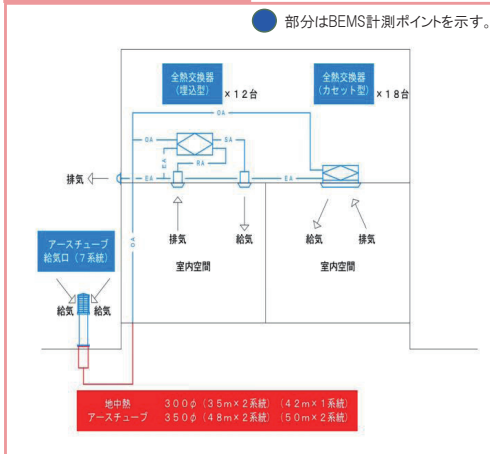 部分はBEMS計測ポイントを示す。
全熱交換器
(埋込型)
×12台
全熱交換器
(カセット型)
×18台
OA
OA
SA
EA
RA
排気
EA
EA
OA
排気
給気
給気
排気
室内空間
室内空間
アースチューブ
給気口(7系統)
給気
給気
地中熱 300φ(35m×2系統)(42m×1系統)
アースチューブ 350φ(48m×2系統)(50m×2系統)